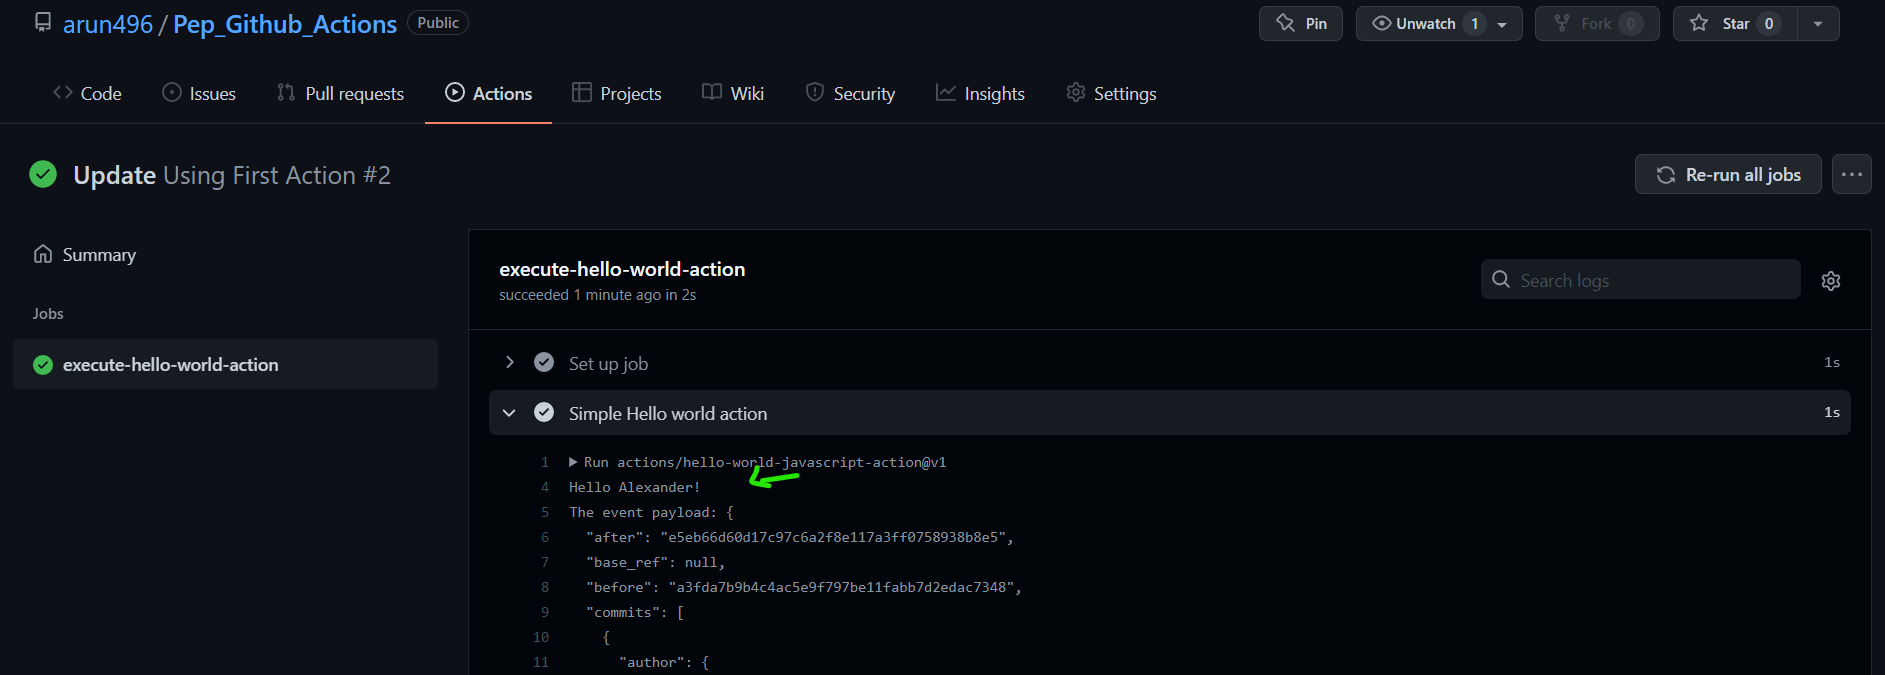 arun496 / Pep_Github_Actions Public Pin Unwatch 1 Fork 0 Star 0
Code Issues Pull requests Actions Projects Wiki Security Insights Settings
Update Using First Action #2 Re-run all jobs ...
Summary
Jobs
execute-hello-world-action
execute-hello-world-action
succeeded 1 minute ago in 2s
Search logs
Set up job 1s
Simple Hello world action 1s
1 Run actions/hello-world-javascript-action@v1
4 Hello Alexander!
5 The event payload: {
6 "after": "e5eb66d60d17c97c6a2f8e117a3ff0758938b8e5",
7 "base_ref": null,
8 "before": "a3fda7b9b4c4ac5e9f797be11fabb7d2edac7348",
9 "commits": [
10 {
11 "author": {